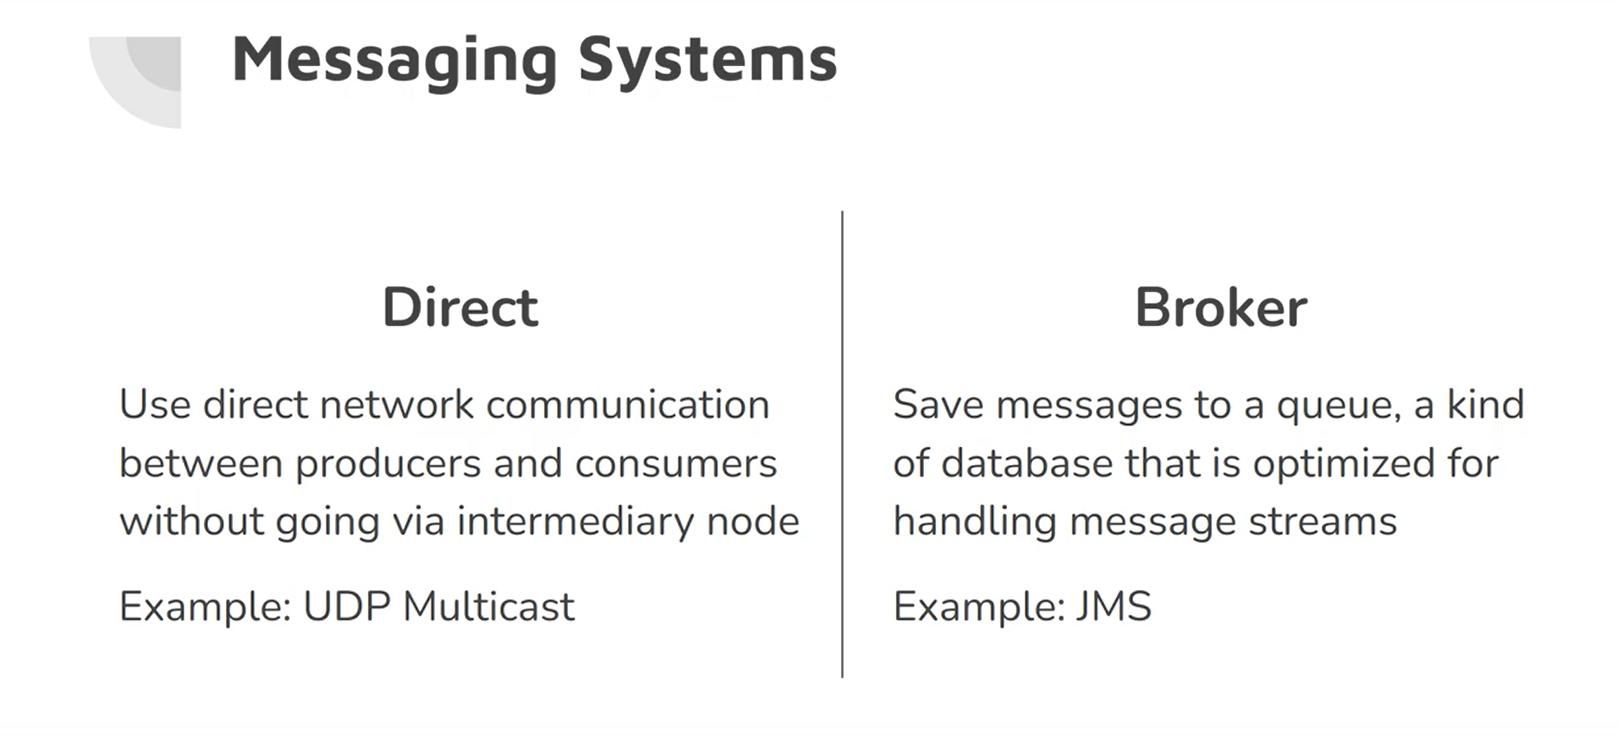 Messaging Systems
Direct
Use direct network communication
between producers and consumers
without going via intermediary node
Example: UDP Multicast
Broker
Save messages to a queue, a kind
of database that is optimized for
handling message streams
Example: JMS